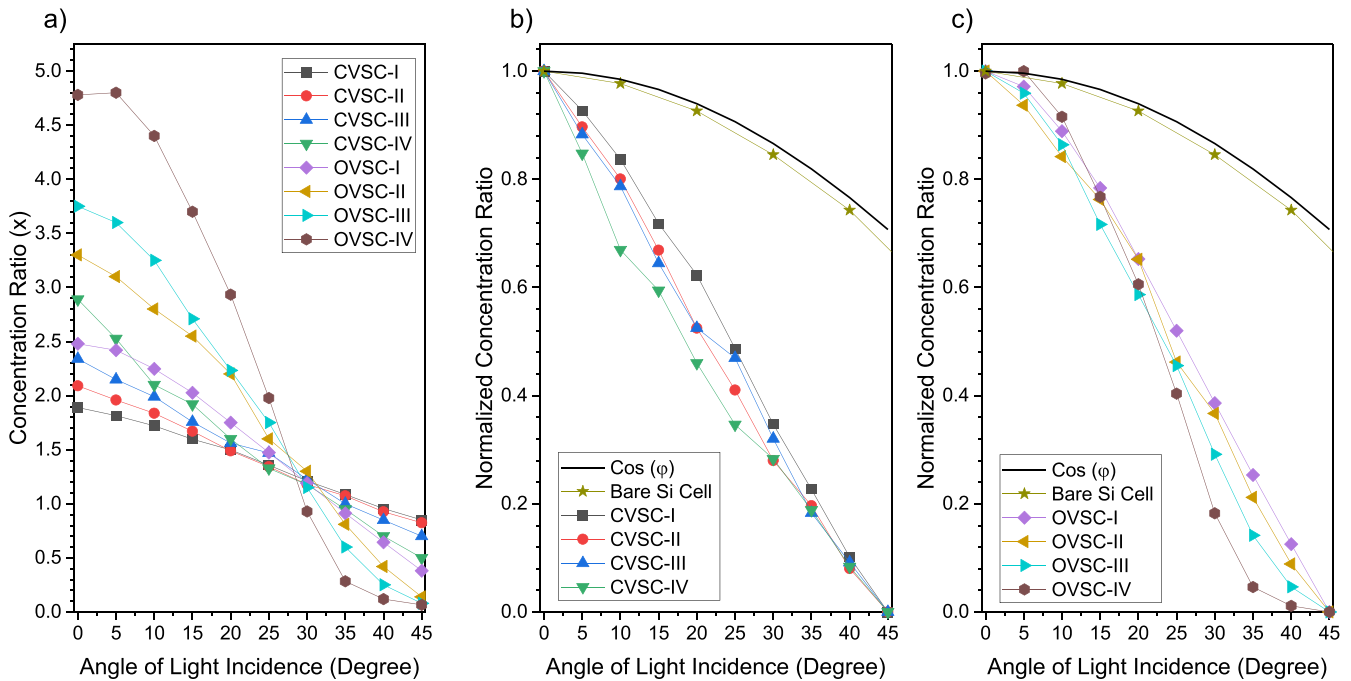 a)
Concentration Ratio (x)
5.0
4.5
4.0
3.5
3.0
2.5
2.0
1.5
1.0
0.5
0.0
CVSC-I
CVSC-II
CVSC-III
CVSC-IV
OVSC-I
OVSC-II
OVSC-III
OVSC-IV
0 5 10 15 20 25 30 35 40 45
Angle of Light Incidence (Degree)
b)
Normalized Concentration Ratio
1.0
0.8
0.6
0.4
0.2
0.0
Cos (φ)
Bare Si Cell
CVSC-I
CVSC-II
CVSC-III
CVSC-IV
0 5 10 15 20 25 30 35 40 45
Angle of Light Incidence (Degree)
c)
Normalized Concentration Ratio
1.0
0.8
0.6
0.4
0.2
0.0
Cos (φ)
Bare Si Cell
OVSC-I
OVSC-II
OVSC-III
OVSC-IV
0 5 10 15 20 25 30 35 40 45
Angle of Light Incidence (Degree)